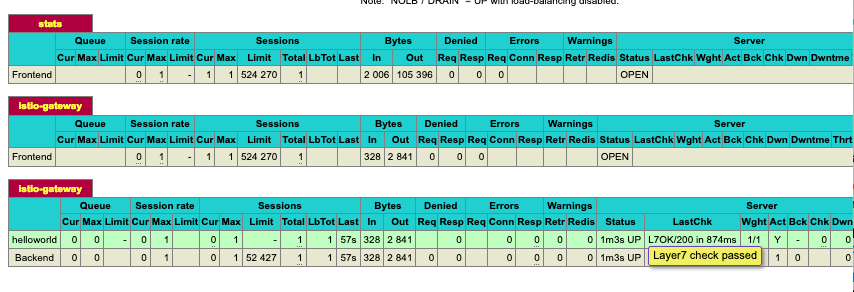 Note: "NOLB"/"DRAIN" = UP with load-balancing disabled.
stats
Queue Session rate Sessions Bytes Denied Errors Warnings Server
Cur Max Limit Cur Max Limit Cur Max Limit Total LbTot Last In Out Req Resp Req Conn Resp Retr Redis Status LastChk Wght Act Bck Chk Dwn Dwntme
Frontend 0 1 - 1 1 524 270 1 2 006 105 396 0 0 0 OPEN
istio-gateway
Queue Session rate Sessions Bytes Denied Errors Warnings Server
Cur Max Limit Cur Max Limit Cur Max Limit Total LbTot Last In Out Req Resp Req Conn Resp Retr Redis Status LastChk Wght Act Bck Chk Dwn Dwntme Thrt
Frontend 0 1 - 1 1 524 270 1 328 2 841 0 0 0 OPEN
istio-gateway
Queue Session rate Sessions Bytes Denied Errors Warnings Server
Cur Max Limit Cur Max Limit Cur Max Limit Total LbTot Last In Out Req Resp Req Conn Resp Retr Redis Status LastChk Wght Act Bck Chk Dwn
helloworld 0 0 - 0 1 0 1 - 1 1 57s 328 2 841 0 0 0 0 0 1m3s UP L7OK/200 in 874ms 1/1 Y - 0 0
Backend 0 0 0 1 0 1 52 427 1 1 57s 328 2 841 0 0 0 0 0 0 1m3s UP 1 0 0
Layer7 check passed